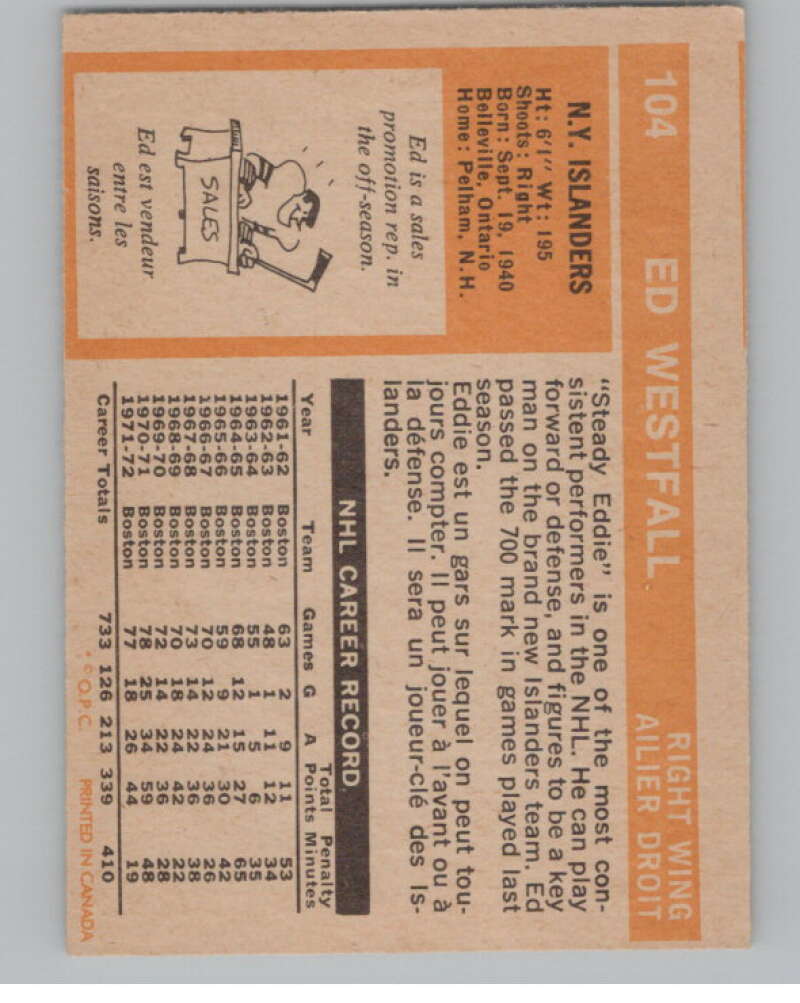 104 ED WESTFALL RIGHT WING
AILIER DROIT
N.Y. ISLANDERS
Ht: 6'1" Wt: 195
Shoots: Right
Born: Sept. 19, 1940
Belleville, Ontario
Home: Pelham, N.H.
Ed is a sales
promotion rep. in
the off-season.
SALES
Ed est vendeur
entre les
saisons.
"Steady Eddie" is one of the most con-
sistent performers in the NHL. He can play
forward or defense, and figures to be a key
man on the brand new Islanders team. Ed
passed the 700 mark in games played last
season.
Eddie est un gars sur lequel on peut tou-
jours compter. Il peut jouer à l'avant ou à
la défense. Il sera un joueur-clé des Is-
landers.
NHL CAREER RECORD
Total Penalty
Year Team Games G A Points Minutes
1961-62 Boston 63 2 9 11 53
1962-63 Boston 48 1 11 12 34
1963-64 Boston 55 1 5 6 35
1964-65 Boston 68 12 15 27 65
1965-66 Boston 59 9 21 30 42
1966-67 Boston 70 12 24 36 26
1967-68 Boston 73 14 22 36 38
1968-69 Boston 70 18 24 42 22
1969-70 Boston 72 14 22 36 28
1970-71 Boston 78 25 34 59 48
1971-72 Boston 77 18 26 44 19
Career Totals 733 126 213 339 410
* © O.P.C. PRINTED IN CANADA